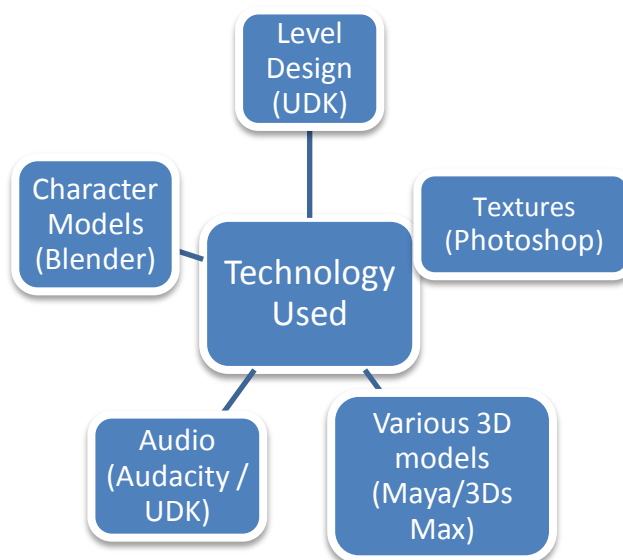 Level
Design
(UDK)
Character
Models
(Blender)
Textures
(Photoshop)
Technology
Used
Audio
(Audacity /
UDK)
Various 3D
models
(Maya/3Ds
Max)